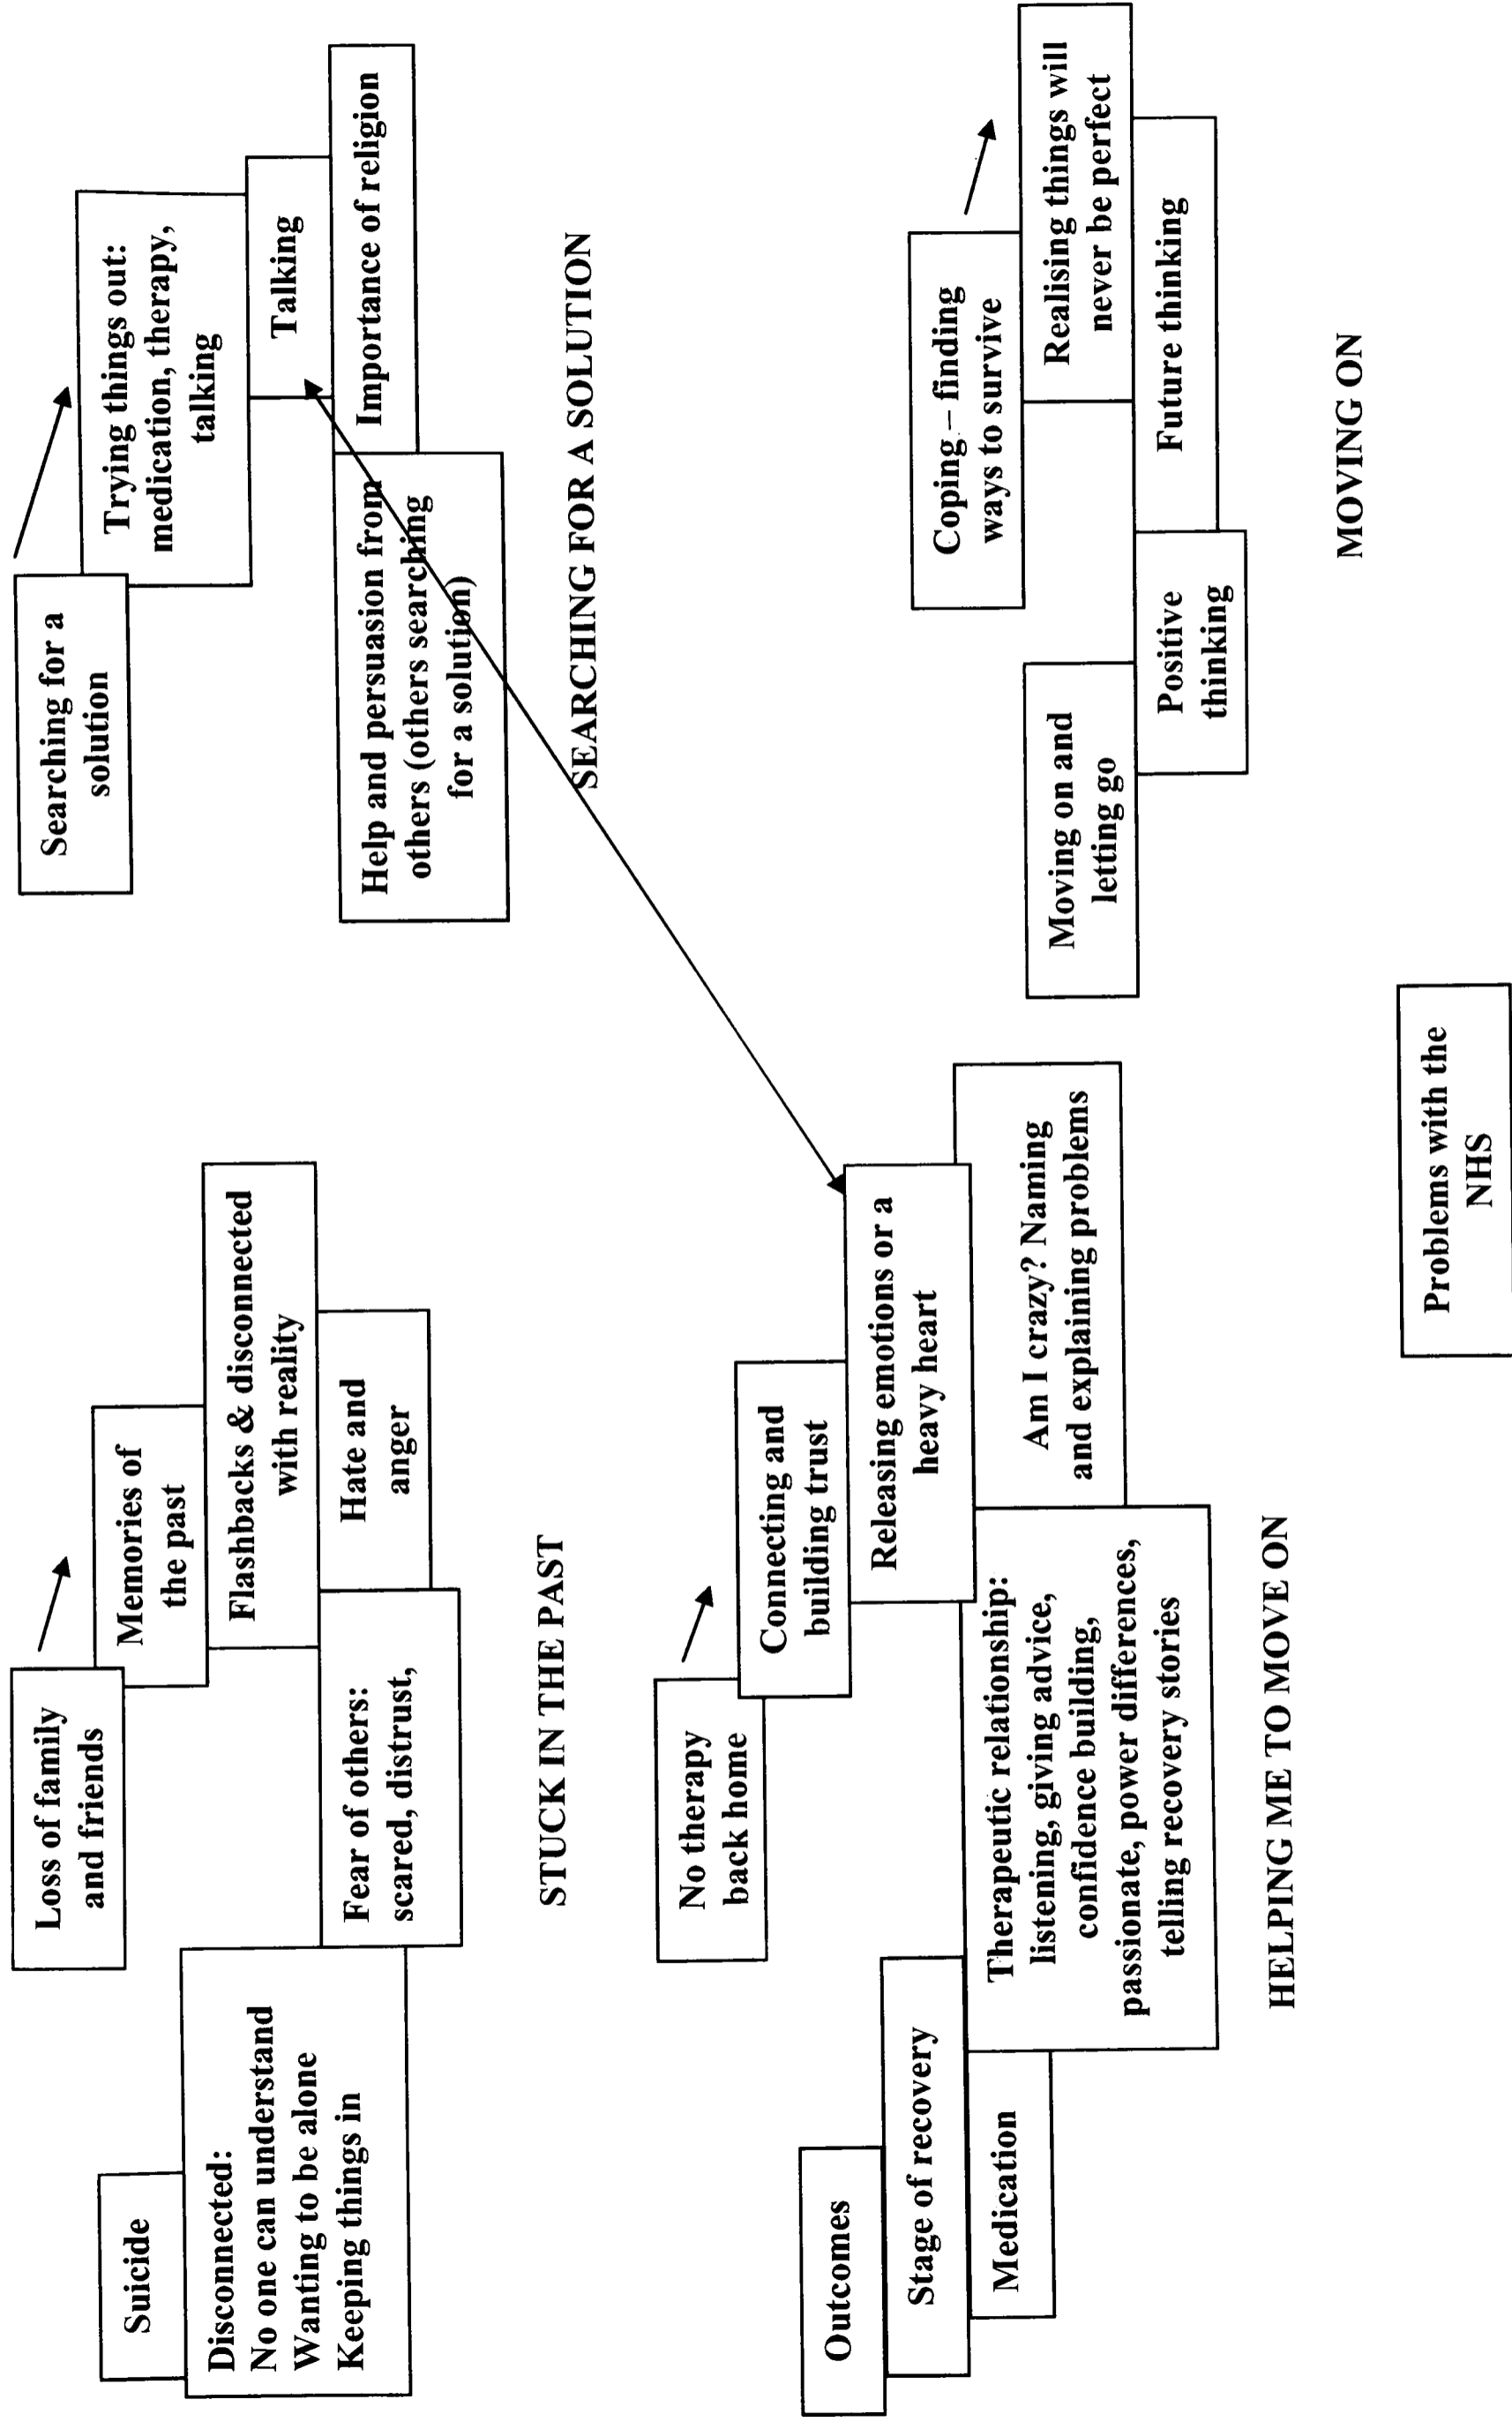 Suicide
Disconnected:
No one can understand
Wanting to be alone
Keeping things in
Loss of family
and friends
Memories of
the past
Flashbacks & disconnected
with reality
Hate and
anger
Fear of others:
scared, distrust,
STUCK IN THE PAST
Searching for a
solution
Trying things out:
medication, therapy,
talking
Talking
Importance of religion
Help and persuasion from
others (others searching
for a solution)
SEARCHING FOR A SOLUTION
Outcomes
Stage of recovery
Medication
No therapy
back home
Connecting and
building trust
Releasing emotions or a
heavy heart
Am I crazy? Naming
and explaining problems
Therapeutic relationship:
listening, giving advice,
confidence building,
passionate, power differences,
telling recovery stories
HELPING ME TO MOVE ON
Coping – finding
ways to survive
Realising things will
never be perfect
Future thinking
Positive
thinking
Moving on and
letting go
MOVING ON
Problems with the
NHS